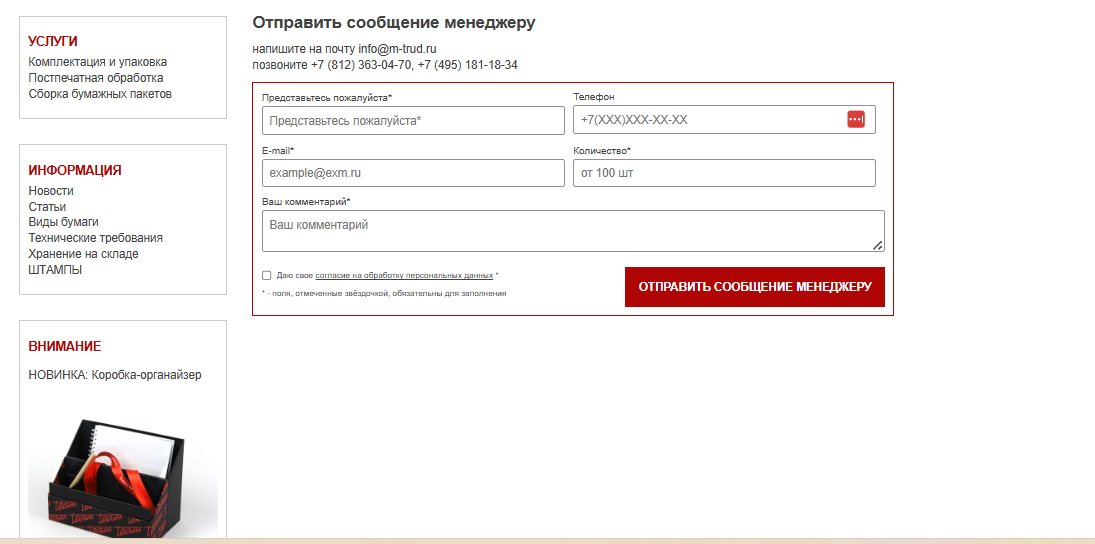 УСЛУГИ
Комплектация и упаковка
Постпечатная обработка
Сборка бумажных пакетов
ИНФОРМАЦИЯ
Новости
Статьи
Виды бумаги
Технические требования
Хранение на складе
ШТАМПЫ
ВНИМАНИЕ
НОВИНКА: Коробка-органайзер
Отправить сообщение менеджеру
напишите на почту info@m-trud.ru
позвоните +7 (812) 363-04-70, +7 (495) 181-18-34
Представьтесь пожалуйста*
Представьтесь пожалуйста*
Телефон
+7(XXX)XXX-XX-XX
E-mail*
example@exm.ru
Количество*
от 100 шт
Ваш комментарий*
Ваш комментарий
Даю свое согласие на обработку персональных данных *
* - поля, отмеченные звёздочкой, обязательны для заполнения
ОТПРАВИТЬ СООБЩЕНИЕ МЕНЕДЖЕРУ